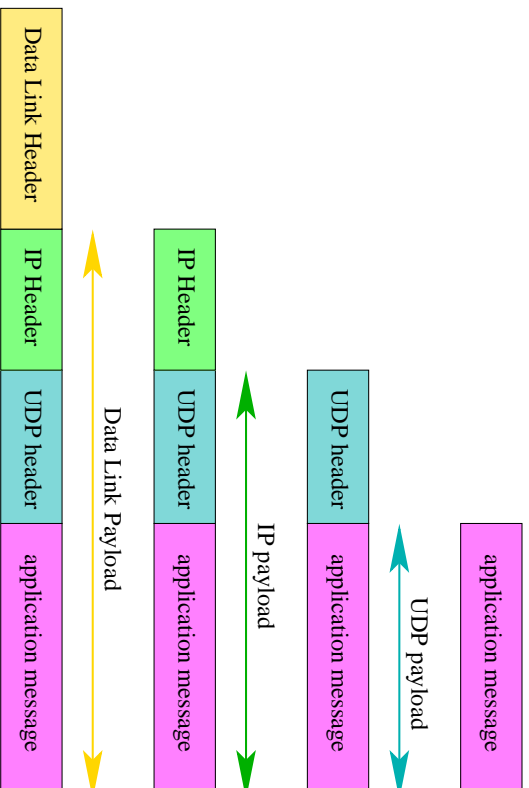 application message
UDP payload
UDP header
application message
IP payload
IP Header
UDP header
application message
Data Link Payload
Data Link Header
IP Header
UDP header
application message